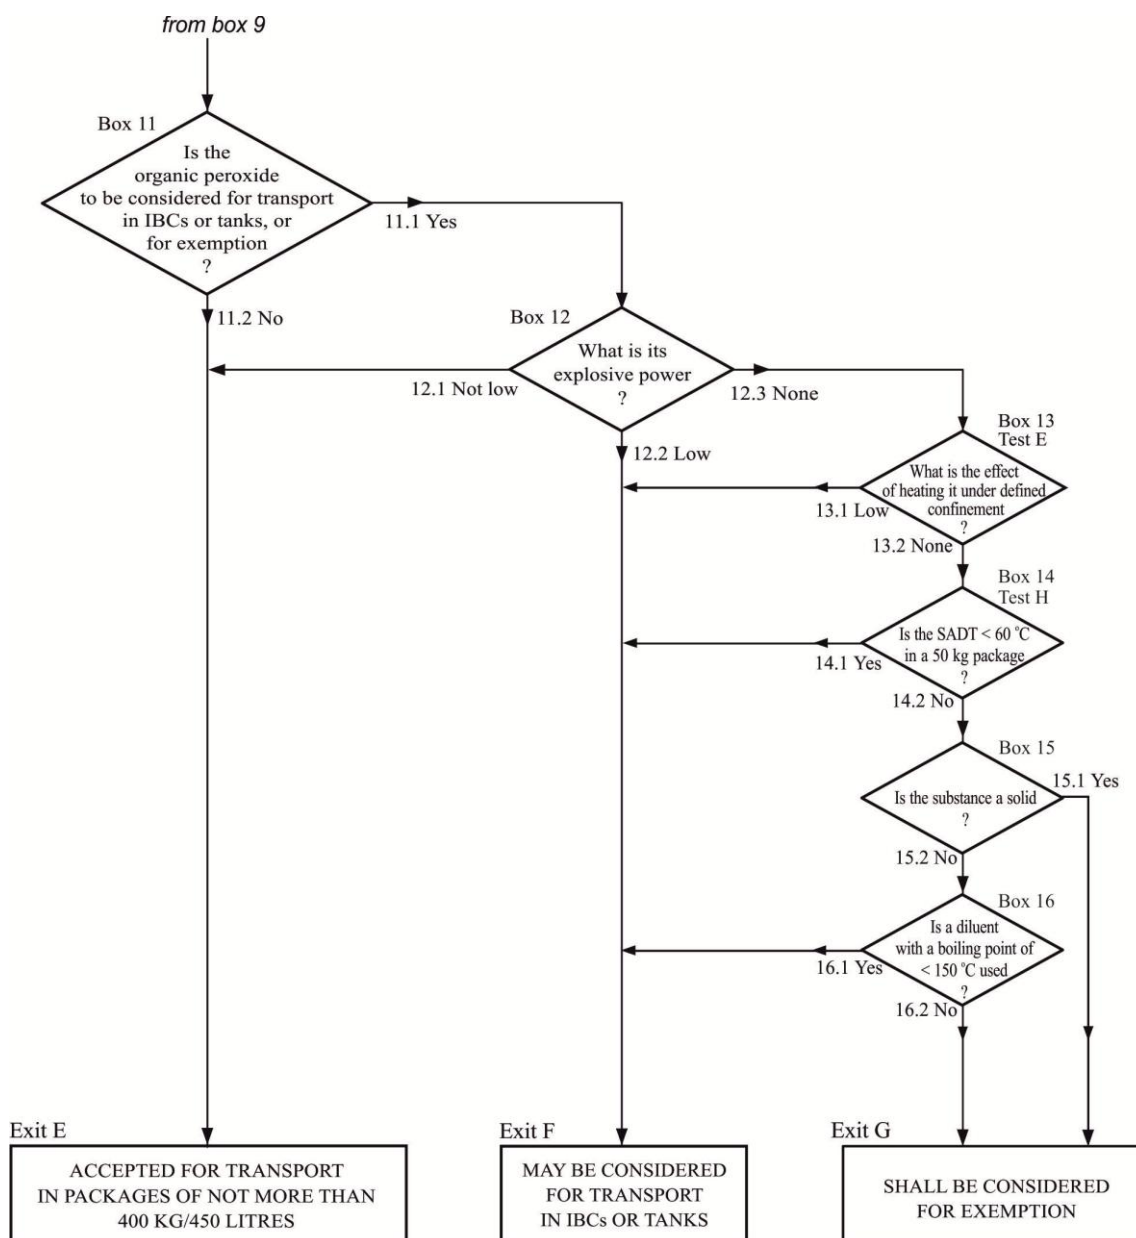 from box 9
Box 11
Is the
organic peroxide
to be considered for transport
in IBCs or tanks, or
for exemption
?
11.1 Yes
11.2 No
Box 12
What is its
explosive power
?
12.1 Not low
12.3 None
12.2 Low
Box 13
Test E
What is the effect
of heating it under defined
confinement
?
13.1 Low
13.2 None
Box 14
Test H
Is the SADT < 60 °C
in a 50 kg package
?
14.1 Yes
14.2 No
Box 15
15.1 Yes
Is the substance a solid
?
15.2 No
Box 16
Is a diluent
with a boiling point of
< 150 °C used
?
16.1 Yes
16.2 No
Exit E
ACCEPTED FOR TRANSPORT
IN PACKAGES OF NOT MORE THAN
400 KG/450 LITRES
Exit F
MAY BE CONSIDERED
FOR TRANSPORT
IN IBCs OR TANKS
Exit G
SHALL BE CONSIDERED
FOR EXEMPTION